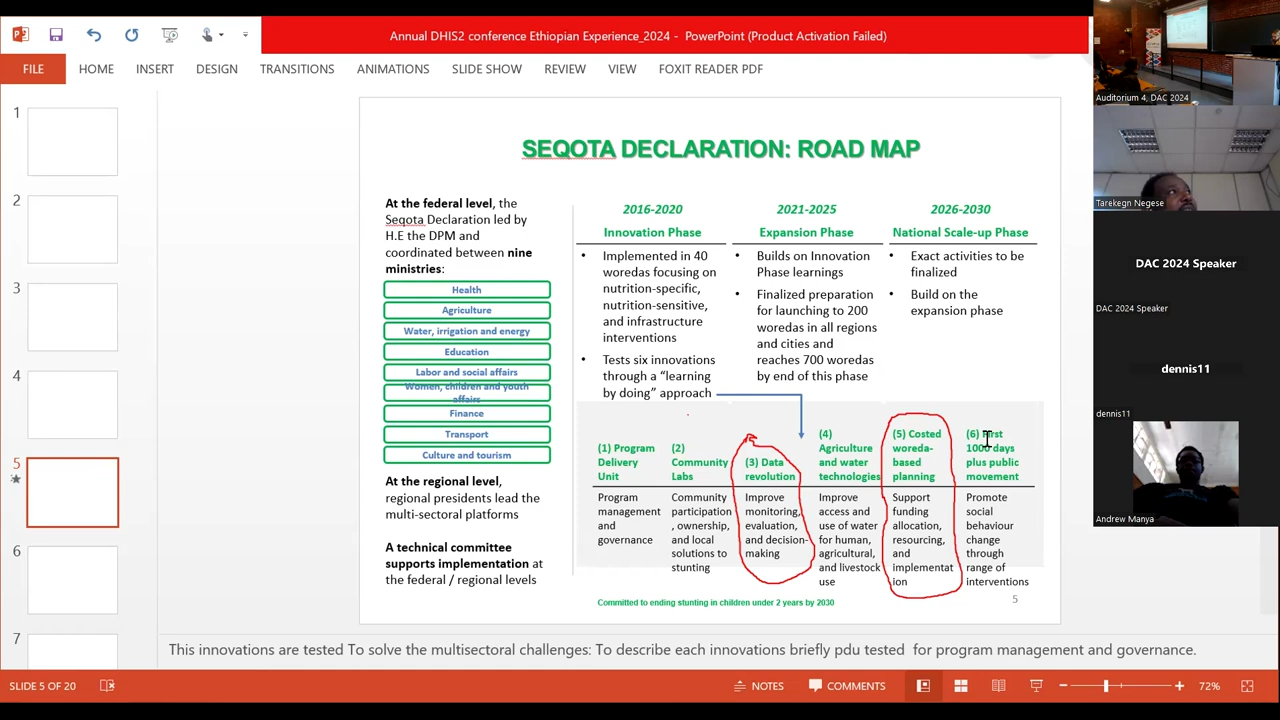 Annual DHIS2 conference Ethiopian Experience_2024 - PowerPoint (Product Activation Failed)
FILE HOME INSERT DESIGN TRANSITIONS ANIMATIONS SLIDE SHOW REVIEW VIEW FOXIT READER PDF
1
2
3
4
5
6
7
SEQOTA DECLARATION: ROAD MAP
At the federal level, the
Seqota Declaration led by
H.E the DPM and
coordinated between nine
ministries:
Health
Agriculture
Water, irrigation and energy
Education
Labor and social affairs
Women, children and youth
affairs
Finance
Transport
Culture and tourism
At the regional level,
regional presidents lead the
multi-sectoral platforms
A technical committee
supports implementation at
the federal / regional levels
2016-2020
Innovation Phase
• Implemented in 40
woredas focusing on
nutrition-specific,
nutrition-sensitive,
and infrastructure
interventions
• Tests six innovations
through a “learning
by doing” approach
2021-2025
Expansion Phase
• Builds on Innovation
Phase learnings
• Finalized preparation
for launching to 200
woredas in all regions
and cities and
reaches 700 woredas
by end of this phase
2026-2030
National Scale-up Phase
• Exact activities to be
finalized
• Build on the
expansion phase
(1) Program
Delivery
Unit
Program
management
and
governance
(2)
Community
Labs
Community
participation
, ownership,
and local
solutions to
stunting
(3) Data
revolution
Improve
monitoring,
evaluation,
and decision-
making
(4)
Agriculture
and water
technologies
Improve
access and
use of water
for human,
agricultural,
and livestock
use
(5) Costed
woreda-
based
planning
Support
funding
allocation,
resourcing,
and
implementat
ion
(6) First
1000 days
plus public
movement
Promote
social
behaviour
change
through
range of
interventions
Committed to ending stunting in children under 2 years by 2030
5
This innovations are tested To solve the multisectoral challenges: To describe each innovations briefly pdu tested for program management and governance.
SLIDE 5 OF 20 NOTES COMMENTS 72%
Auditorium 4, DAC 2024
Tarekegn Negese
DAC 2024 Speaker
DAC 2024 Speaker
dennis11
dennis11
Andrew Manya